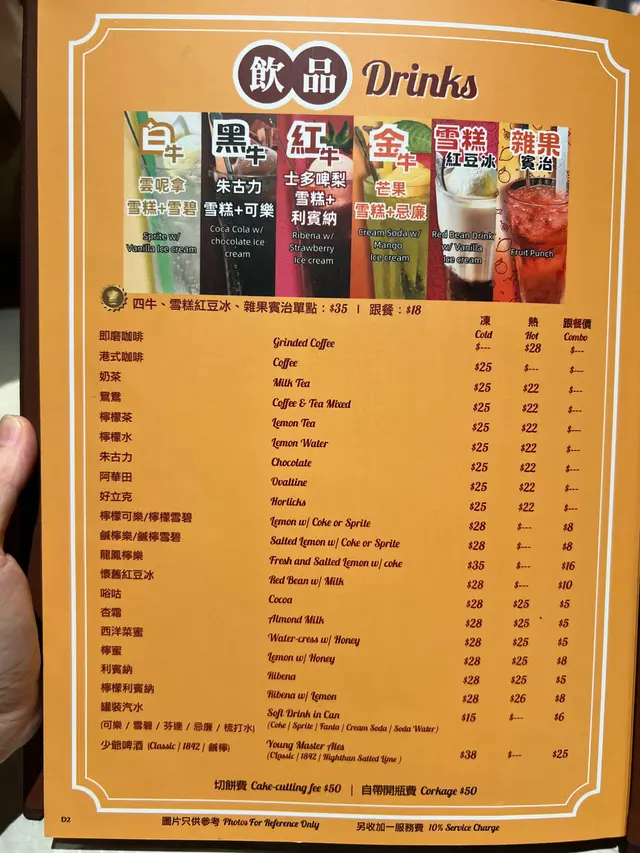 飲品 Drinks
白牛
雲呢拿
雪糕+雪碧
Sprite w/
Vanilla Ice cream
黑牛
朱古力
雪糕+可樂
Coca Cola w/
chocolate Ice
cream
紅牛
士多啤梨
雪糕+
利賓納
Ribena w/
Strawberry
Ice cream
金牛
芒果
雪糕+忌廉
Cream Soda w/
Mango
Ice cream
雪糕
紅豆冰
Red Bean Drink
w/ Vanilla
Ice cream
雜果
賓治
Fruit Punch
四牛、雪糕紅豆冰、雜果賓治單點：$35 | 跟餐：$18
凍 熱 跟餐價
Cold Hot Combo
即磨咖啡 Grinded Coffee $--- $28 $---
港式咖啡 Coffee $25 $--- $---
奶茶 Milk Tea $25 $22 $---
鴛鴦 Coffee & Tea Mixed $25 $22 $---
檸檬茶 Lemon Tea $25 $22 $---
檸檬水 Lemon Water $25 $22 $---
朱古力 Chocolate $25 $22 $---
阿華田 Ovaltine $25 $22 $---
好立克 Horlicks $25 $22 $---
檸檬可樂/檸檬雪碧 Lemon w/ Coke or Sprite $28 $--- $8
鹹檸樂/鹹檸雪碧 Salted Lemon w/ Coke or Sprite $28 $--- $8
龍鳳檸樂 Fresh and Salted Lemon w/ coke $35 $--- $16
懷舊紅豆冰 Red Bean w/ Milk $28 $--- $10
唂咕 Cocoa $28 $25 $5
杏霜 Almond Milk $28 $25 $5
西洋菜蜜 Water-cress w/ Honey $28 $25 $5
檸蜜 Lemon w/ Honey $28 $25 $8
利賓納 Ribena $28 $25 $5
檸檬利賓納 Ribena w/ Lemon $28 $26 $8
罐裝汽水 Soft Drink in Can $15 $--- $6
(可樂 / 雪碧 / 芬達 / 忌廉 / 梳打水) (Coke / Sprite / Fanta / Cream Soda / Soda Water)
少爺啤酒 (Classic / 1842 / 鹹檸) Young Master Ales $38 $--- $25
(Classic / 1842 / Highthan Salted Lime )
切餅費 Cake-cutting fee $50 | 自帶開瓶費 Corkage $50
D2 圖片只供參考 Photos For Reference Only 另收加一服務費 10% Service Charge